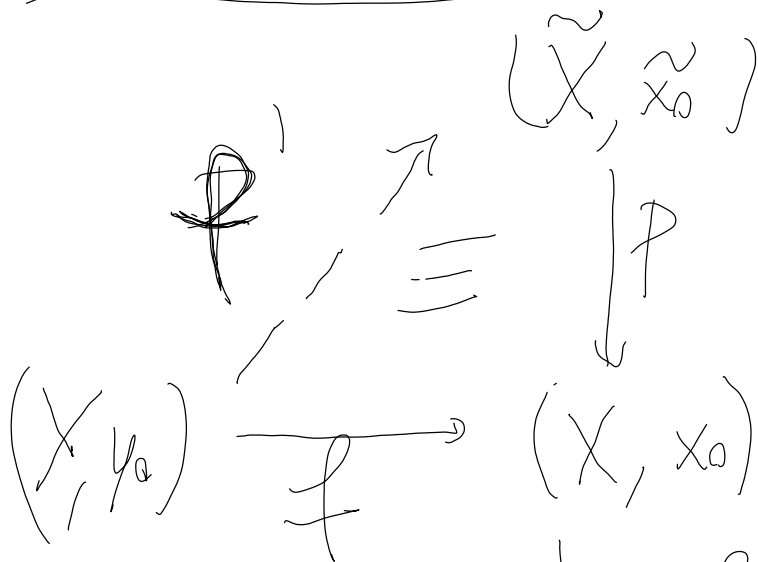 (X̃, x̃₀)
f'
≡
p
(X, y₀)
(X, x₀)
f